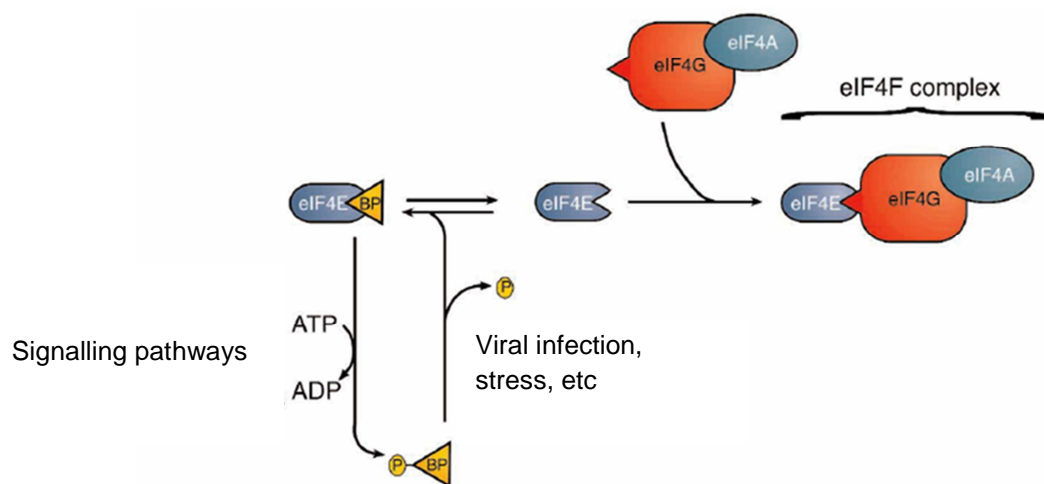 eIF4A
eIF4G
eIF4F complex
eIF4A
eIF4E BP
eIF4E
eIF4E
eIF4G
P
ATP
Signalling pathways
ADP
Viral infection,
stress, etc
P BP